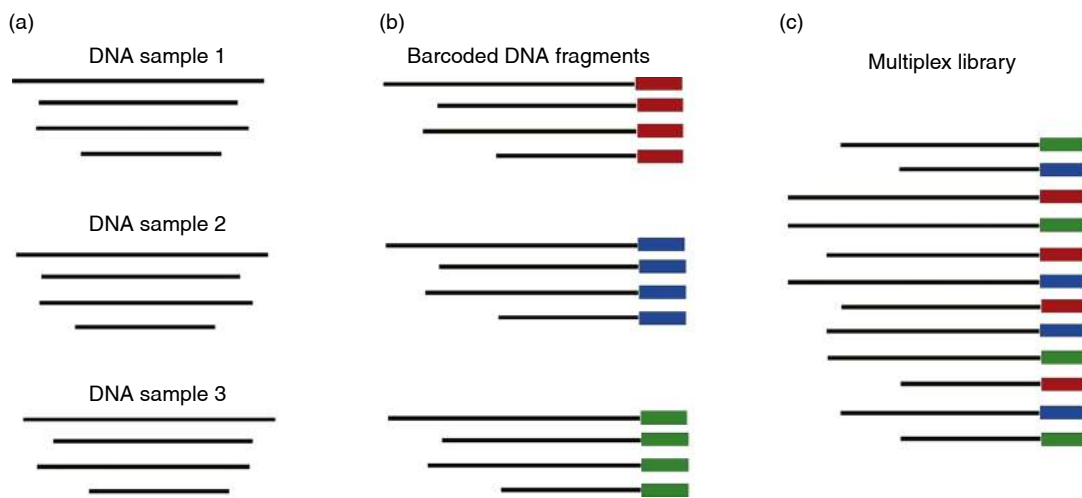 (a)
DNA sample 1
DNA sample 2
DNA sample 3
(b)
Barcoded DNA fragments
(c)
Multiplex library